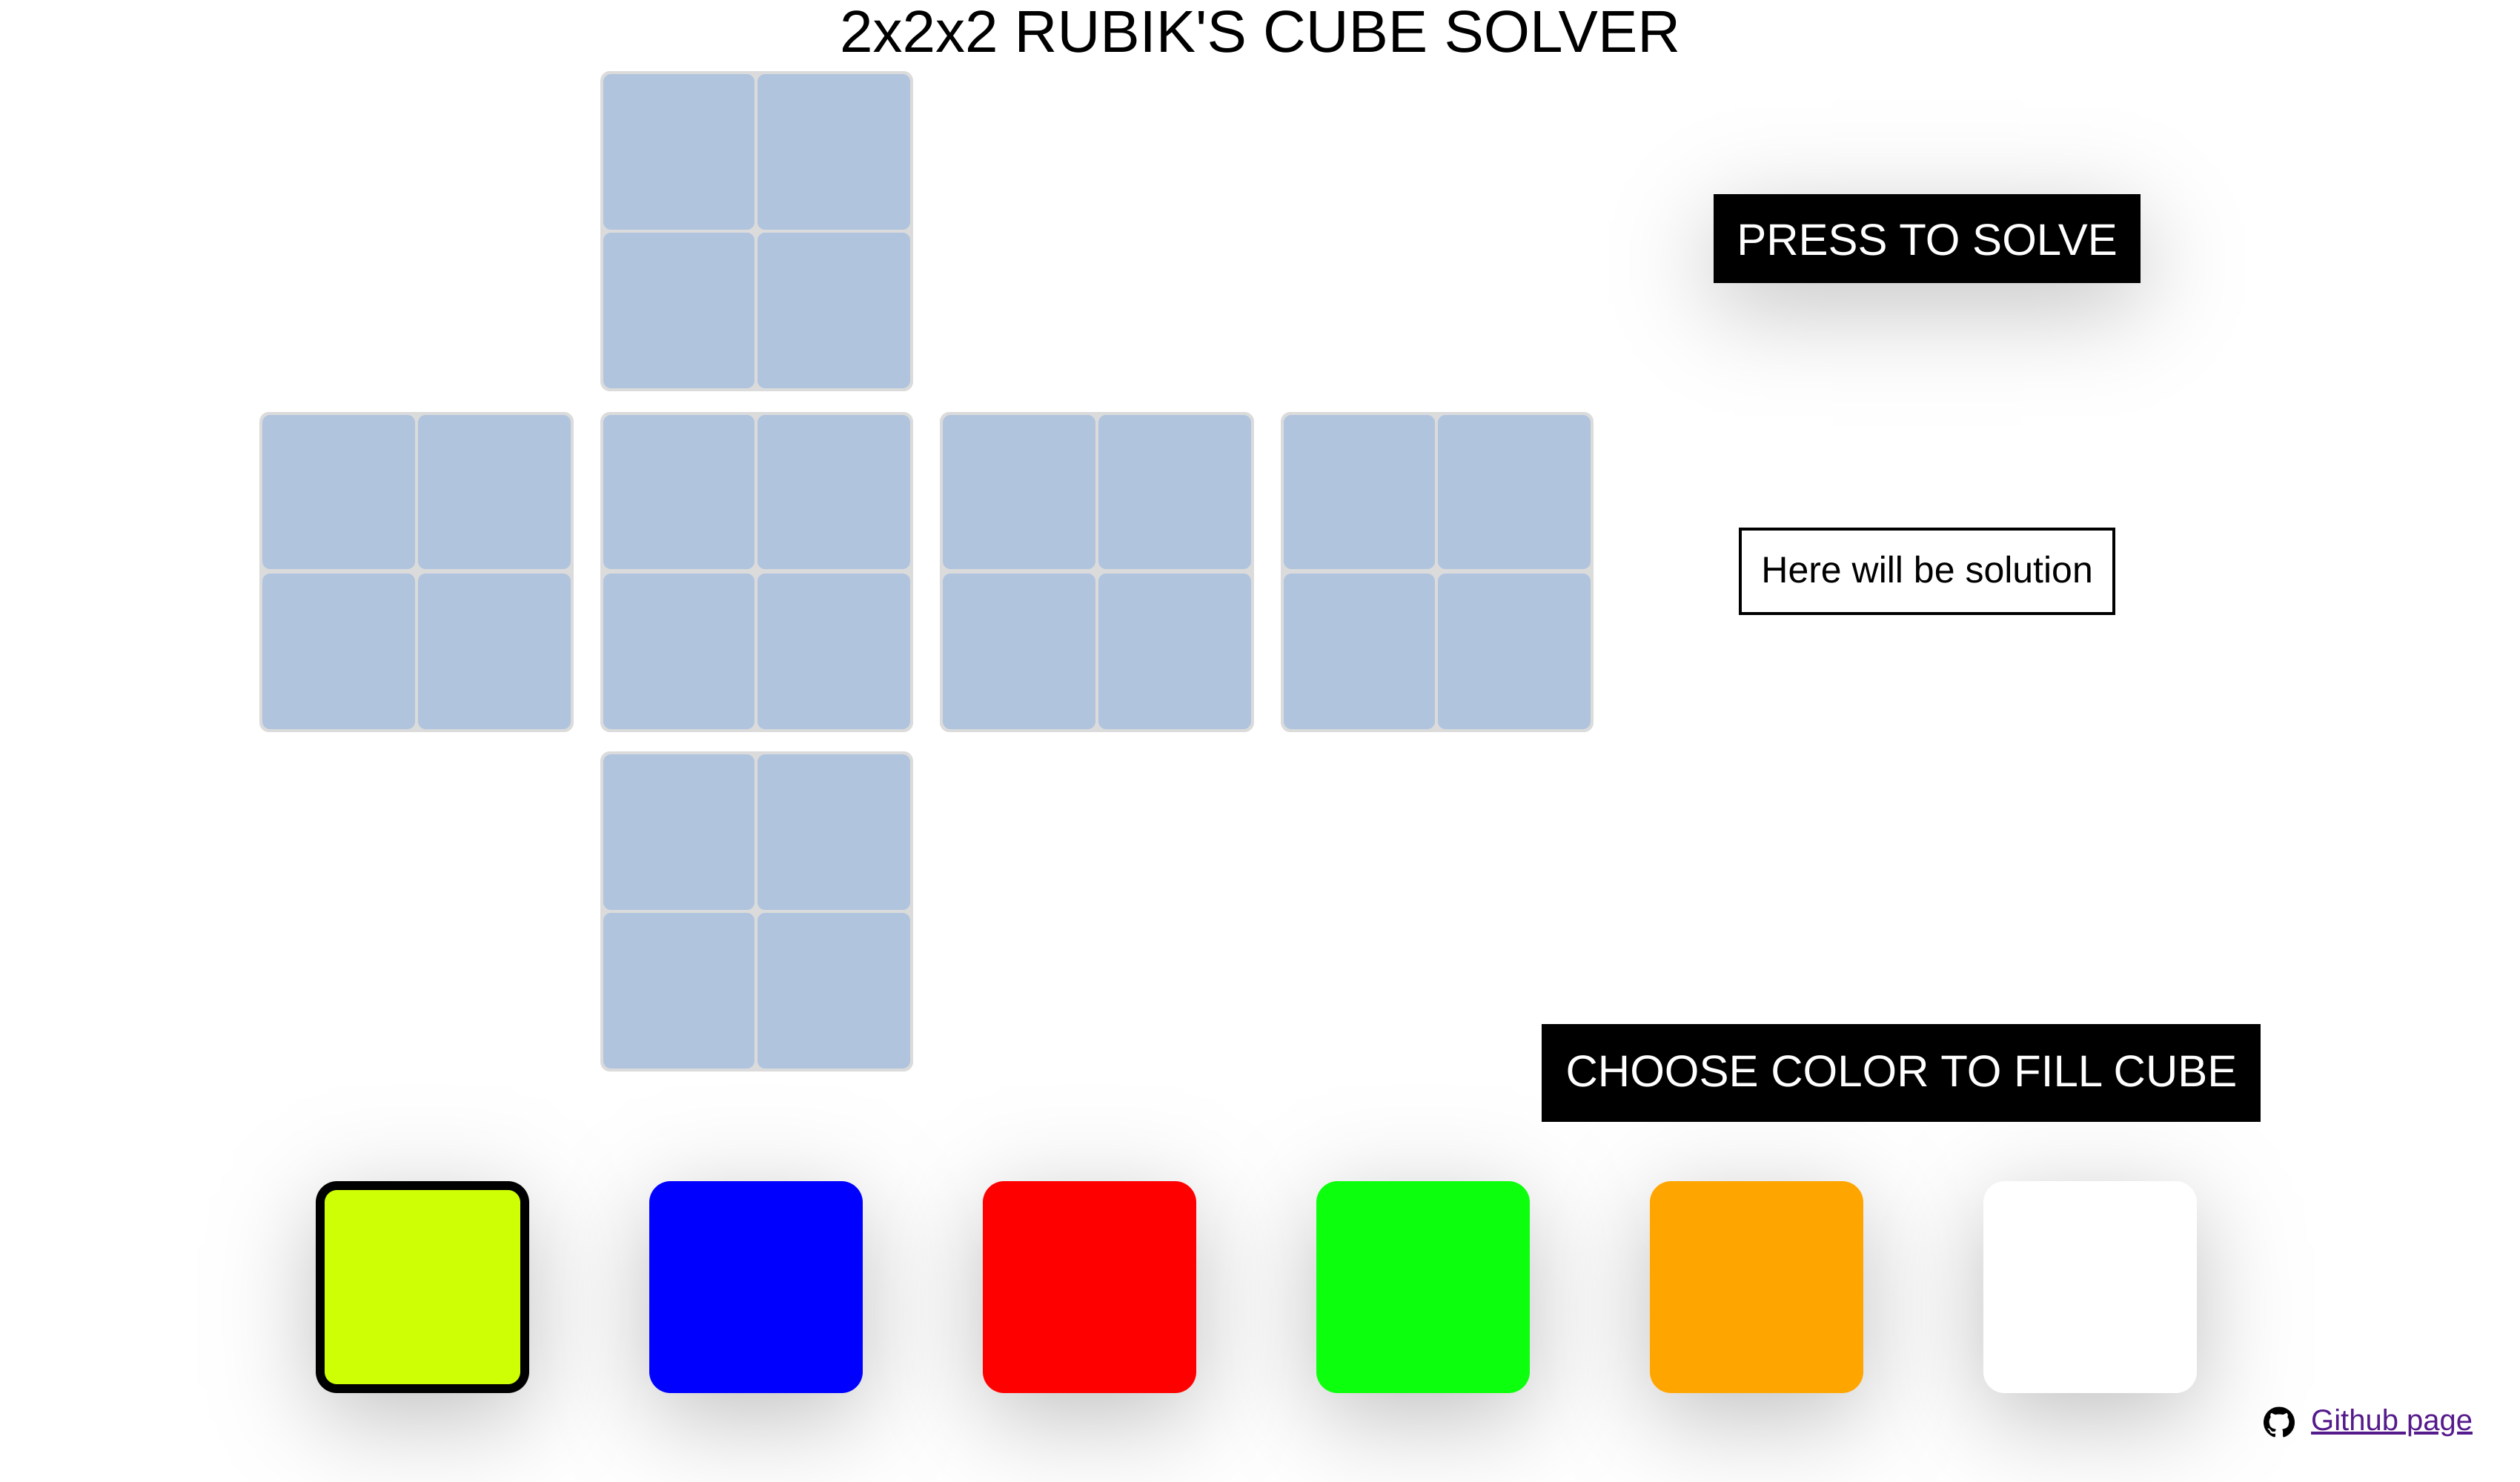 2x2x2 RUBIK'S CUBE SOLVER
PRESS TO SOLVE
Here will be solution
CHOOSE COLOR TO FILL CUBE
Github page